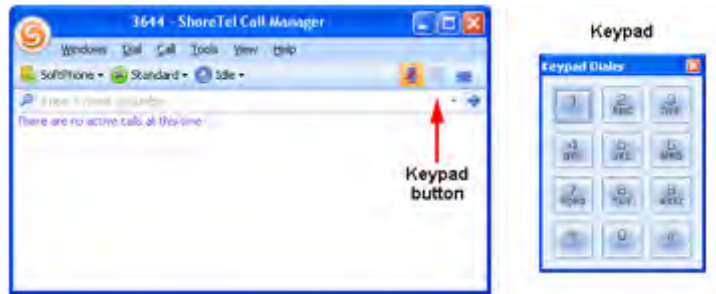 3644 - ShoreTel Call Manager
Windows Dial Call Tools View Help
SoftPhone Standard Idle
There are no active calls at this time
Keypad
button
Keypad
Keypad Dialer
1 2 ABC 3 DEF
4 GHI 5 JKL 6 MNO
7 8 TUV 9
* 0 #